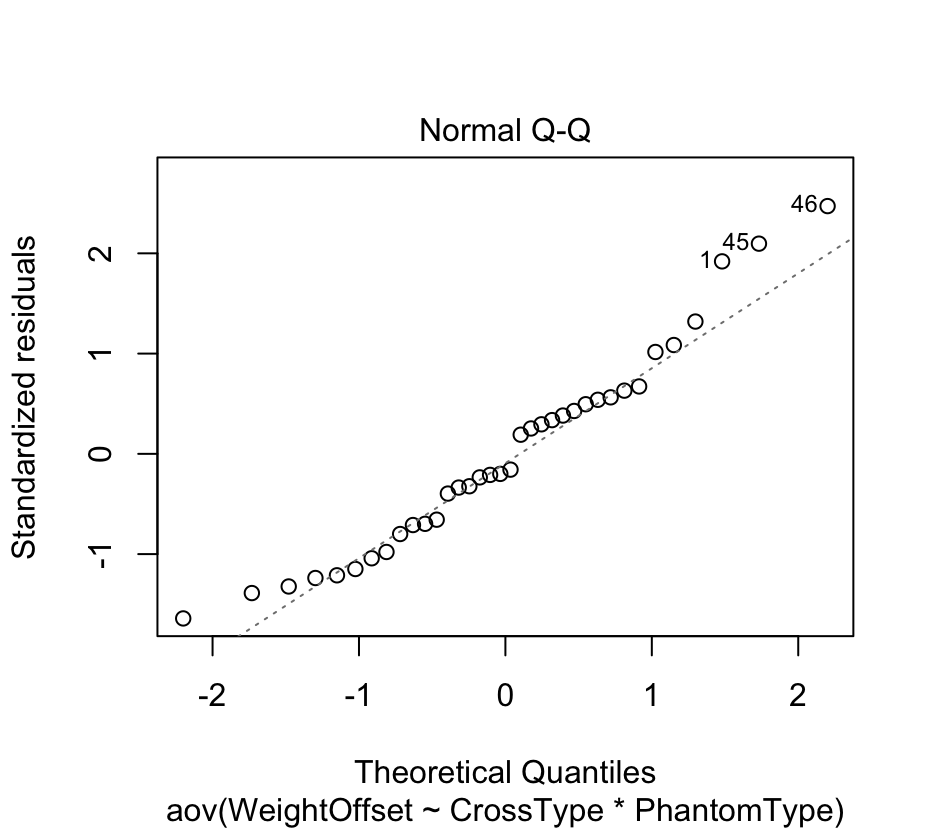 Normal Q-Q
46
45
1
Standardized residuals
2
1
0
-1
-2 -1 0 1 2
Theoretical Quantiles
aov(WeightOffset ~ CrossType * PhantomType)